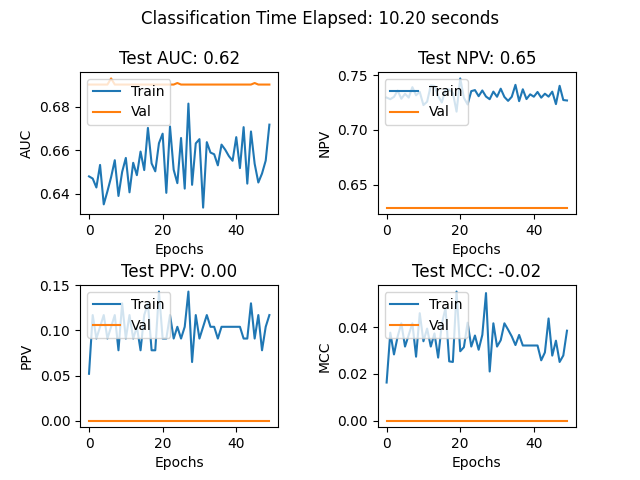 Classification Time Elapsed: 10.20 seconds
Test AUC: 0.62
AUC
0.68
0.66
0.64
Train
Val
0
20
40
Epochs
Test NPV: 0.65
NPV
0.75
0.70
0.65
Train
Val
0
20
40
Epochs
Test PPV: 0.00
PPV
0.15
0.10
0.05
0.00
Train
Val
0
20
40
Epochs
Test MCC: -0.02
MCC
0.04
0.02
0.00
Train
Val
0
20
40
Epochs